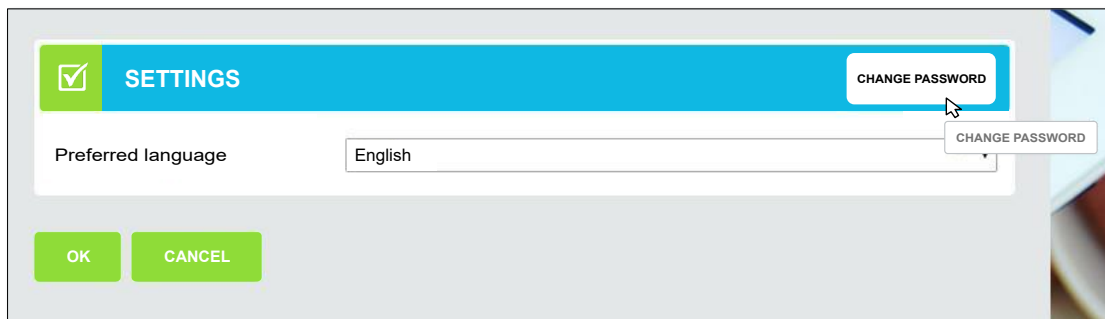 SETTINGS
CHANGE PASSWORD
CHANGE PASSWORD
Preferred language
English
OK
CANCEL